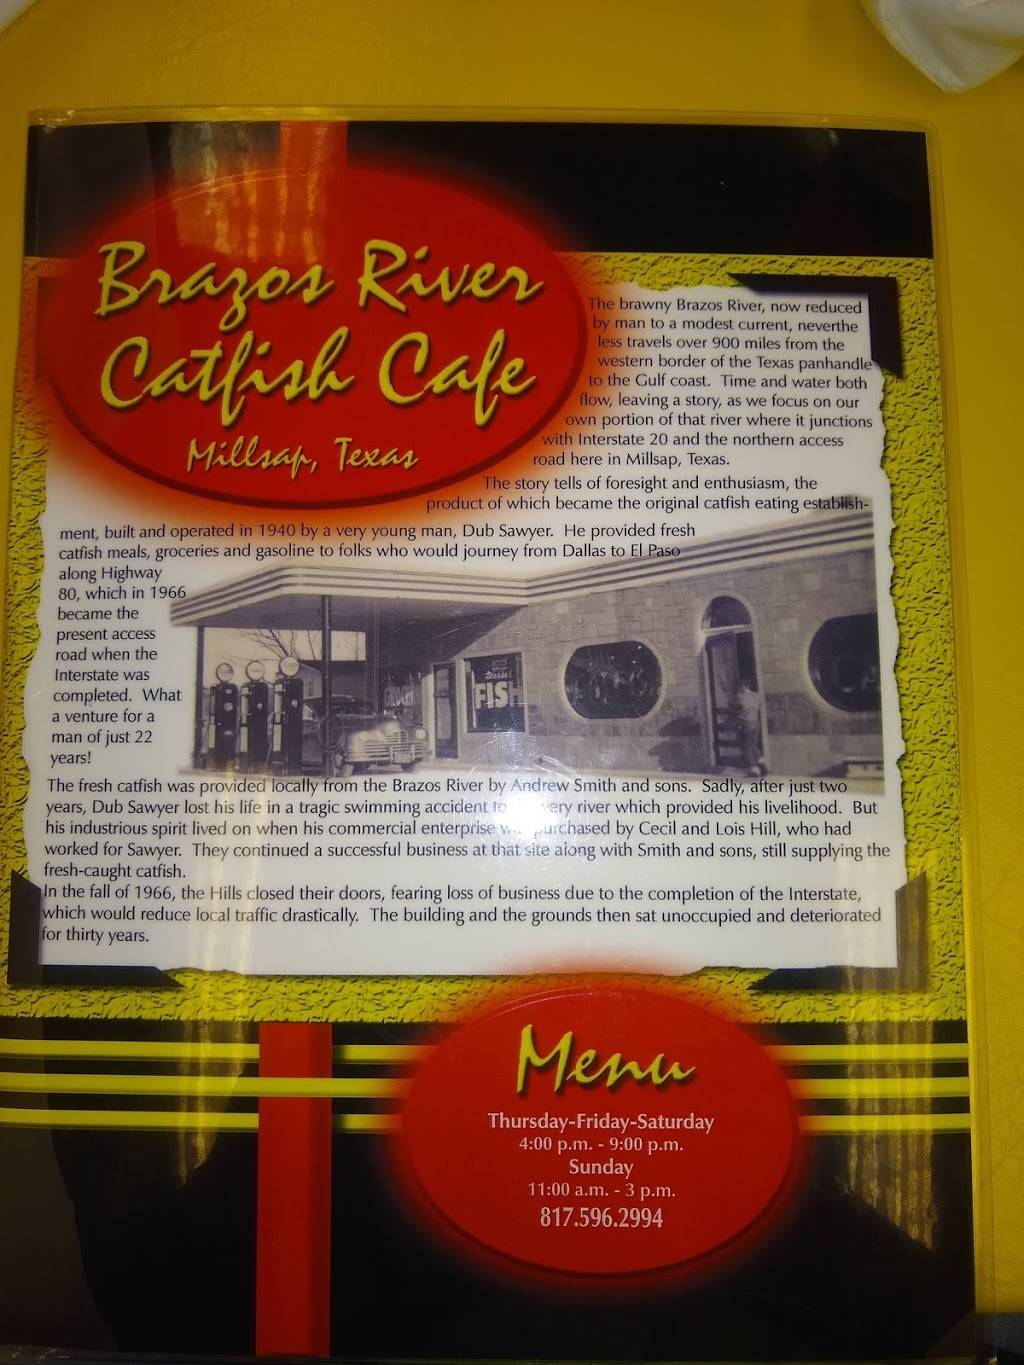 Brazos River
Catfish Cafe
Millsap, Texas
The brawny Brazos River, now reduced
by man to a modest current, neverthe
less travels over 900 miles from the
western border of the Texas panhandle
to the Gulf coast. Time and water both
flow, leaving a story, as we focus on our
own portion of that river where it junctions
with Interstate 20 and the northern access
road here in Millsap, Texas.
The story tells of foresight and enthusiasm, the
product of which became the original catfish eating establish-
ment, built and operated in 1940 by a very young man, Dub Sawyer. He provided fresh
catfish meals, groceries and gasoline to folks who would journey from Dallas to El Paso
along Highway
80, which in 1966
became the
present access
road when the
Interstate was
completed. What
a venture for a
man of just 22
years!
FISH
The fresh catfish was provided locally from the Brazos River by Andrew Smith and sons. Sadly, after just two
years, Dub Sawyer lost his life in a tragic swimming accident to very river which provided his livelihood. But
his industrious spirit lived on when his commercial enterprise was purchased by Cecil and Lois Hill, who had
worked for Sawyer. They continued a successful business at that site along with Smith and sons, still supplying the
fresh-caught catfish.
In the fall of 1966, the Hills closed their doors, fearing loss of business due to the completion of the Interstate,
which would reduce local traffic drastically. The building and the grounds then sat unoccupied and deteriorated
for thirty years.
Menu
Thursday-Friday-Saturday
4:00 p.m. - 9:00 p.m.
Sunday
11:00 a.m. - 3 p.m.
817.596.2994